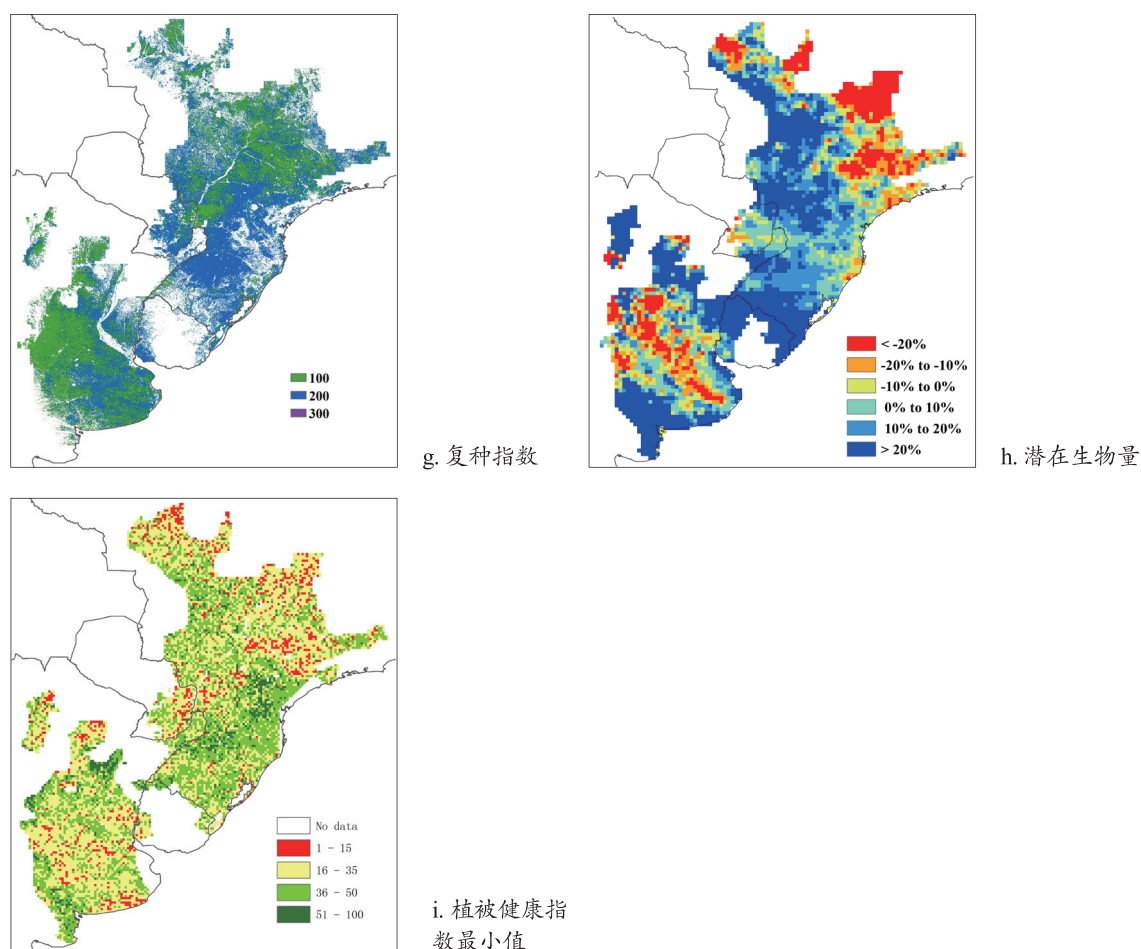 100
200
300
g. 复种指数
< -20%
-20% to -10%
-10% to 0%
0% to 10%
10% to 20%
> 20%
h. 潜在生物量
No data
1 - 15
16 - 35
36 - 50
51 - 100
i. 植被健康指
数最小值